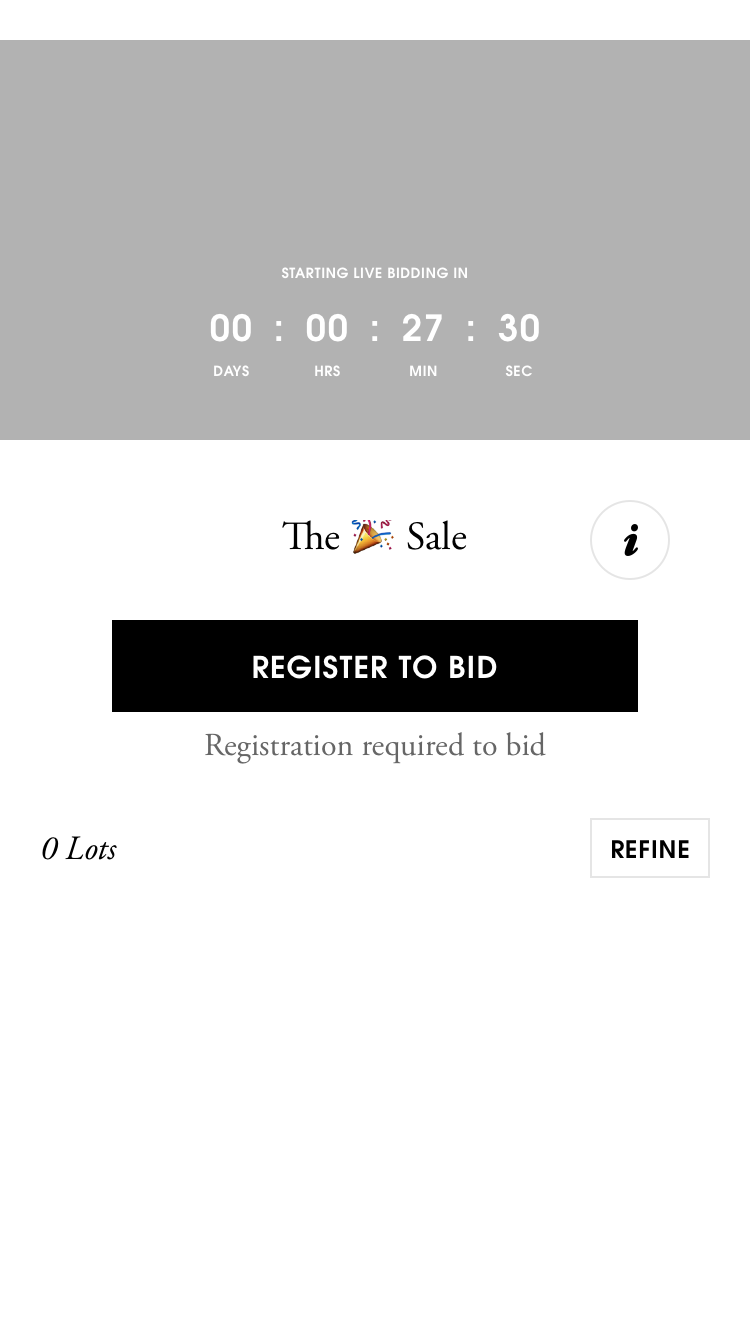 STARTING LIVE BIDDING IN
00 : 00 : 27 : 30
DAYS HRS MIN SEC
The 🎉 Sale
i
REGISTER TO BID
Registration required to bid
0 Lots
REFINE